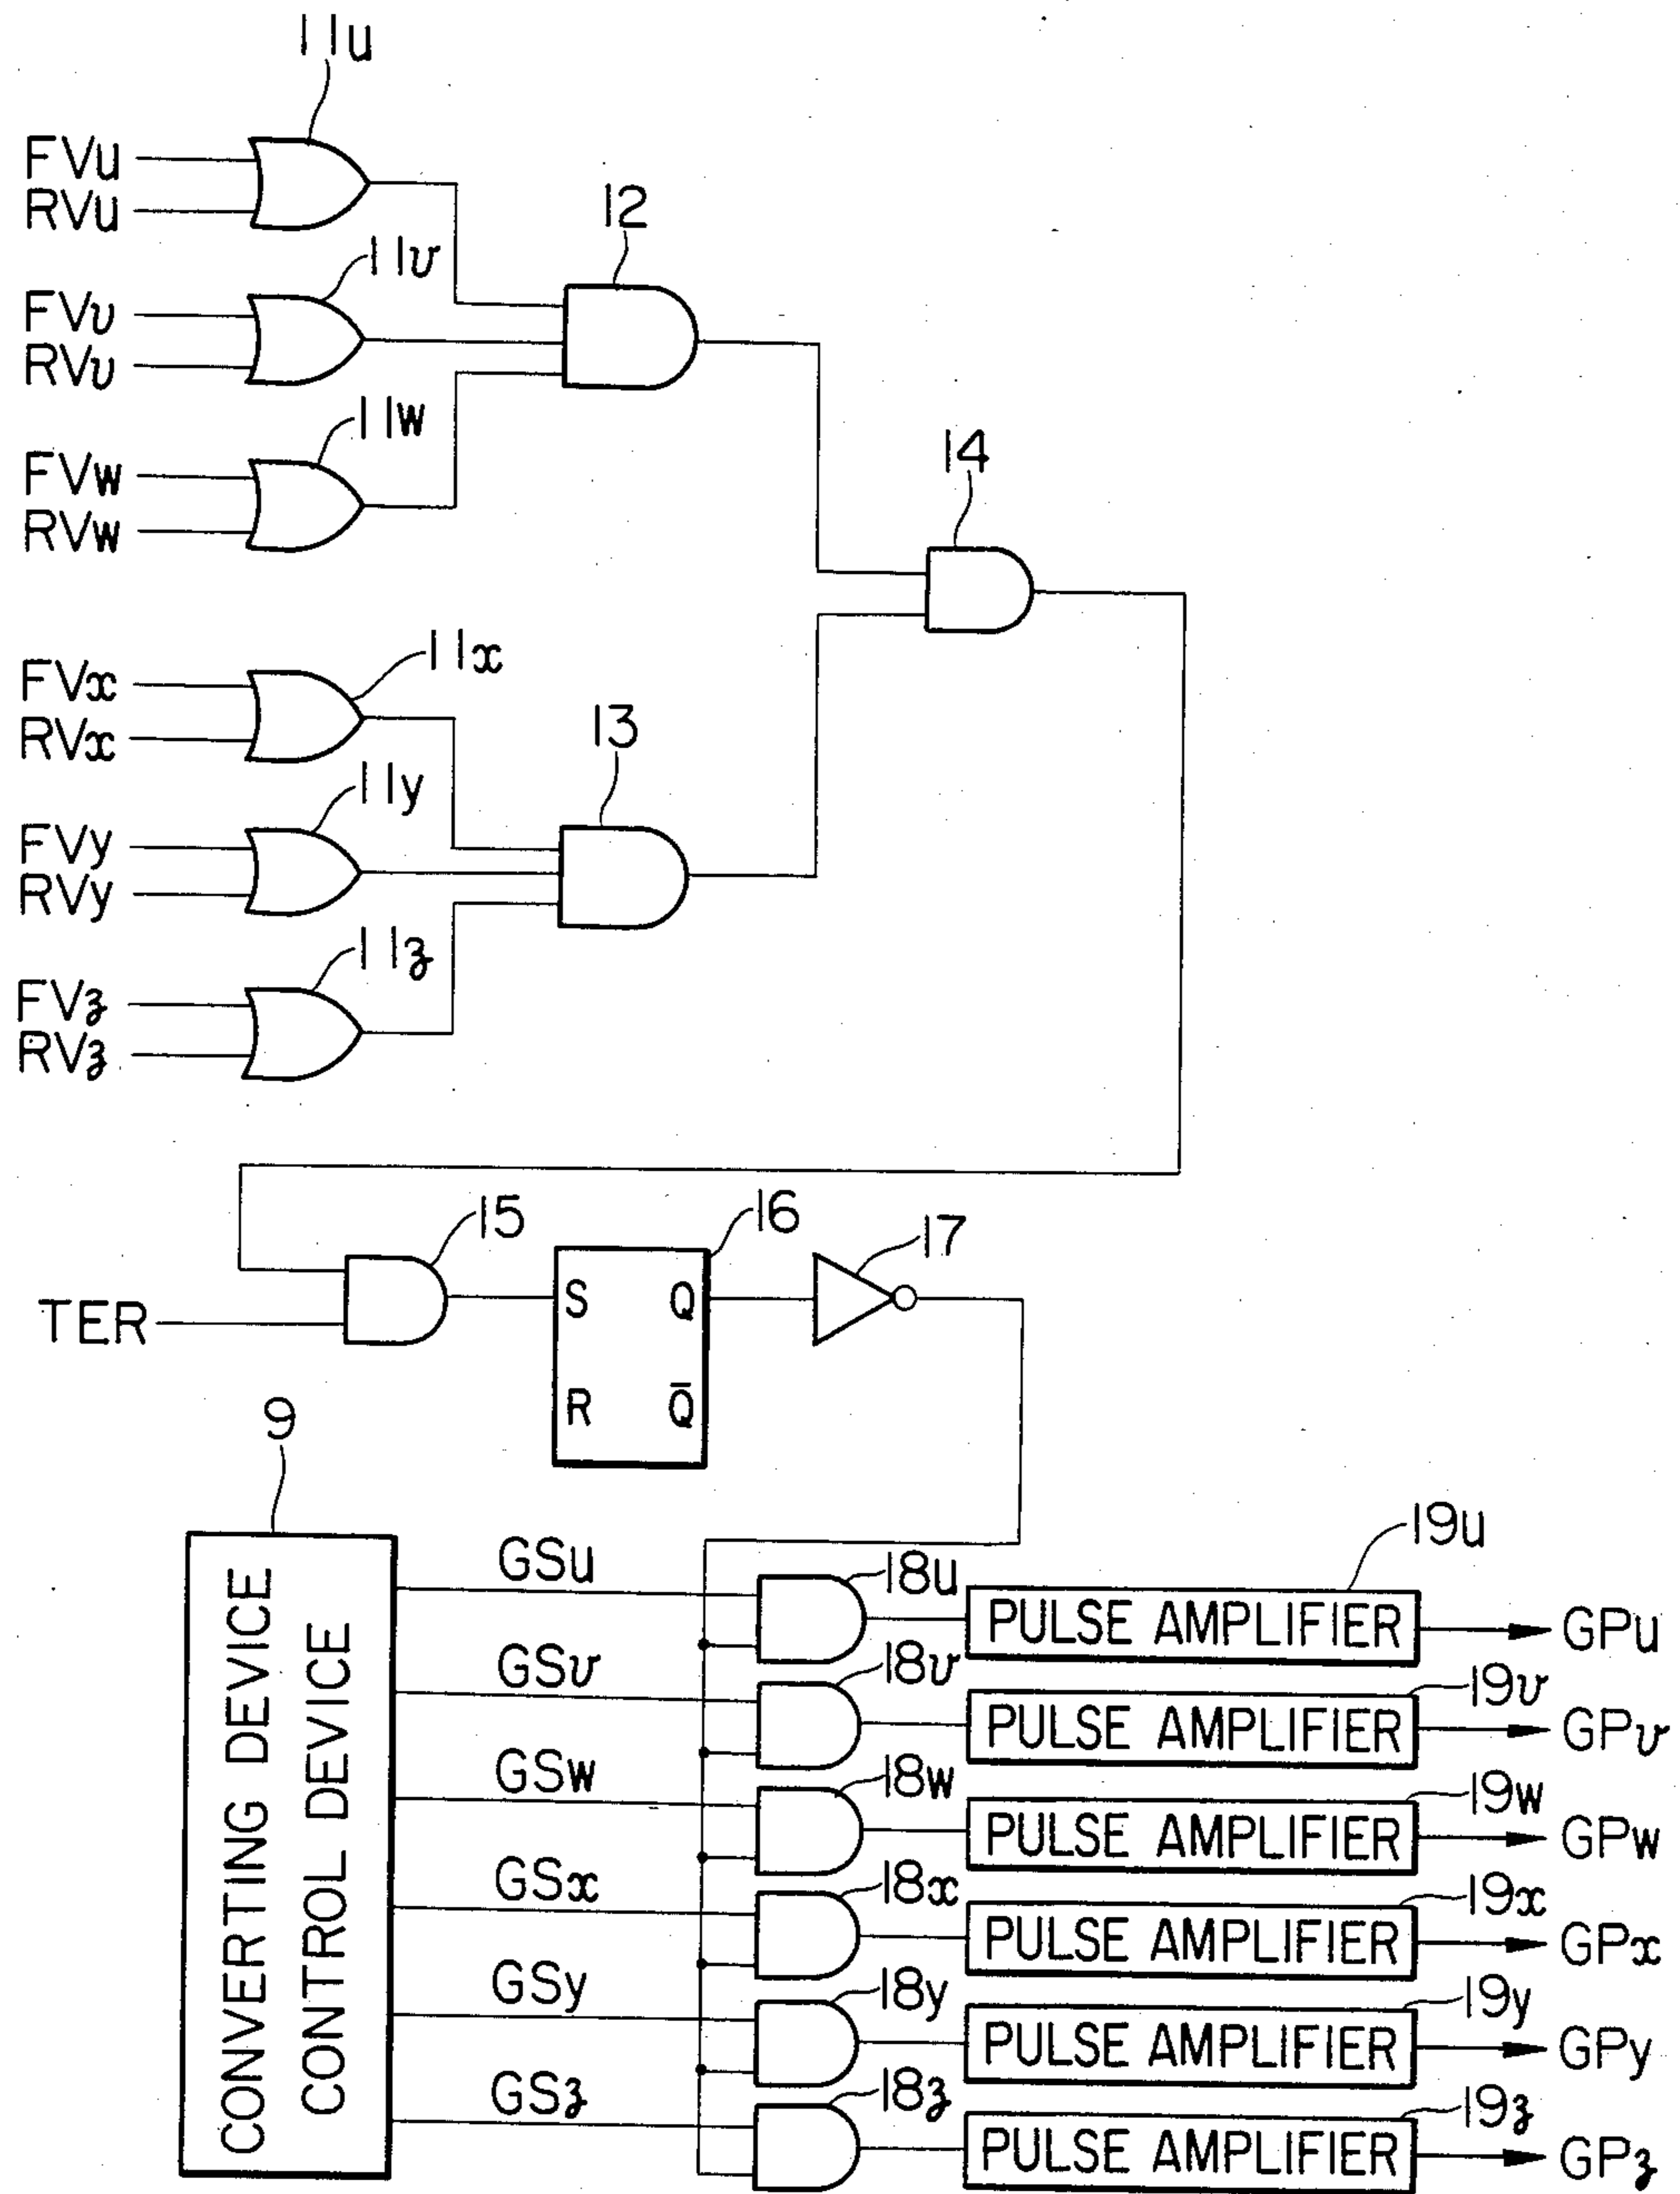 11u
FVu
RVu
12
11v
FVv
RVv
11w
FVw
RVw
14
11x
FVx
RVx
13
11y
FVy
RVy
11z
FVz
RVz
15
16
17
TER
S
Q
R
Q̄
9
CONVERTING DEVICE
CONTROL DEVICE
GSu
18u
19u
PULSE AMPLIFIER
GPu
GSv
18v
19v
PULSE AMPLIFIER
GPv
GSw
18w
19w
PULSE AMPLIFIER
GPw
GSx
18x
19x
PULSE AMPLIFIER
GPx
GSy
18y
19y
PULSE AMPLIFIER
GPy
GSz
18z
19z
PULSE AMPLIFIER
GPz